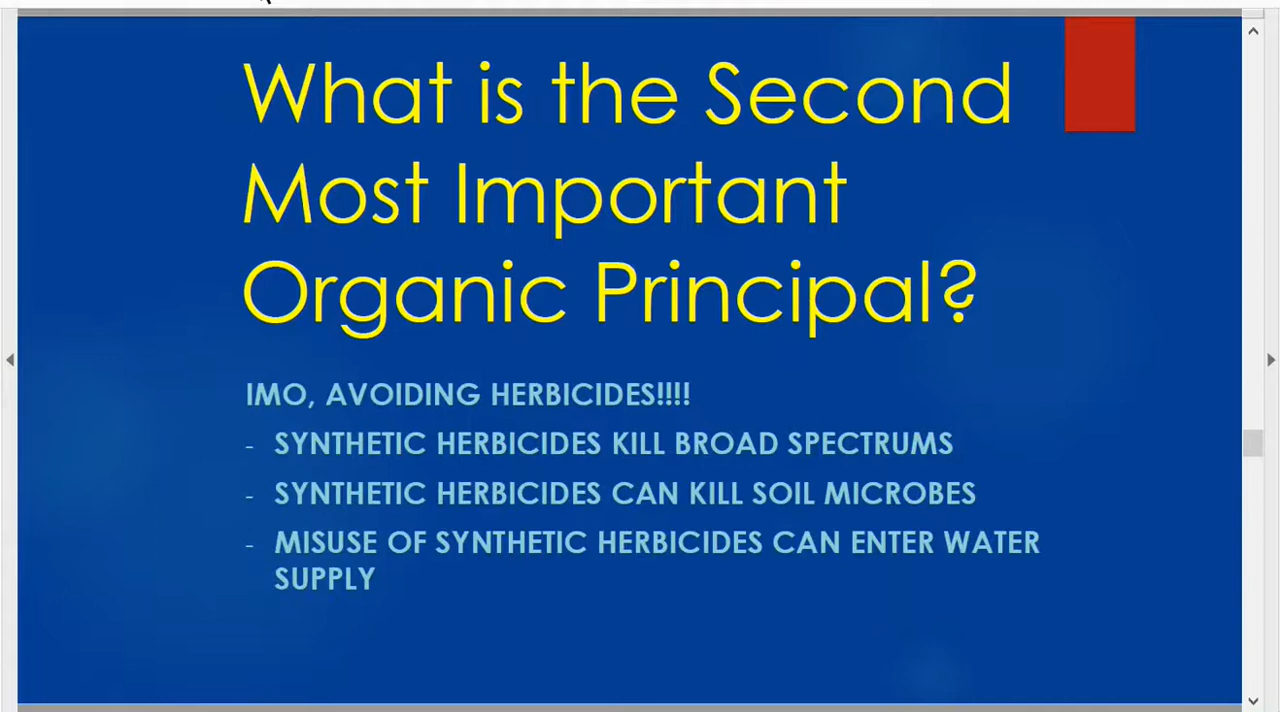 What is the Second
Most Important
Organic Principal?
IMO, AVOIDING HERBICIDES!!!!
- SYNTHETIC HERBICIDES KILL BROAD SPECTRUMS
- SYNTHETIC HERBICIDES CAN KILL SOIL MICROBES
- MISUSE OF SYNTHETIC HERBICIDES CAN ENTER WATER
SUPPLY